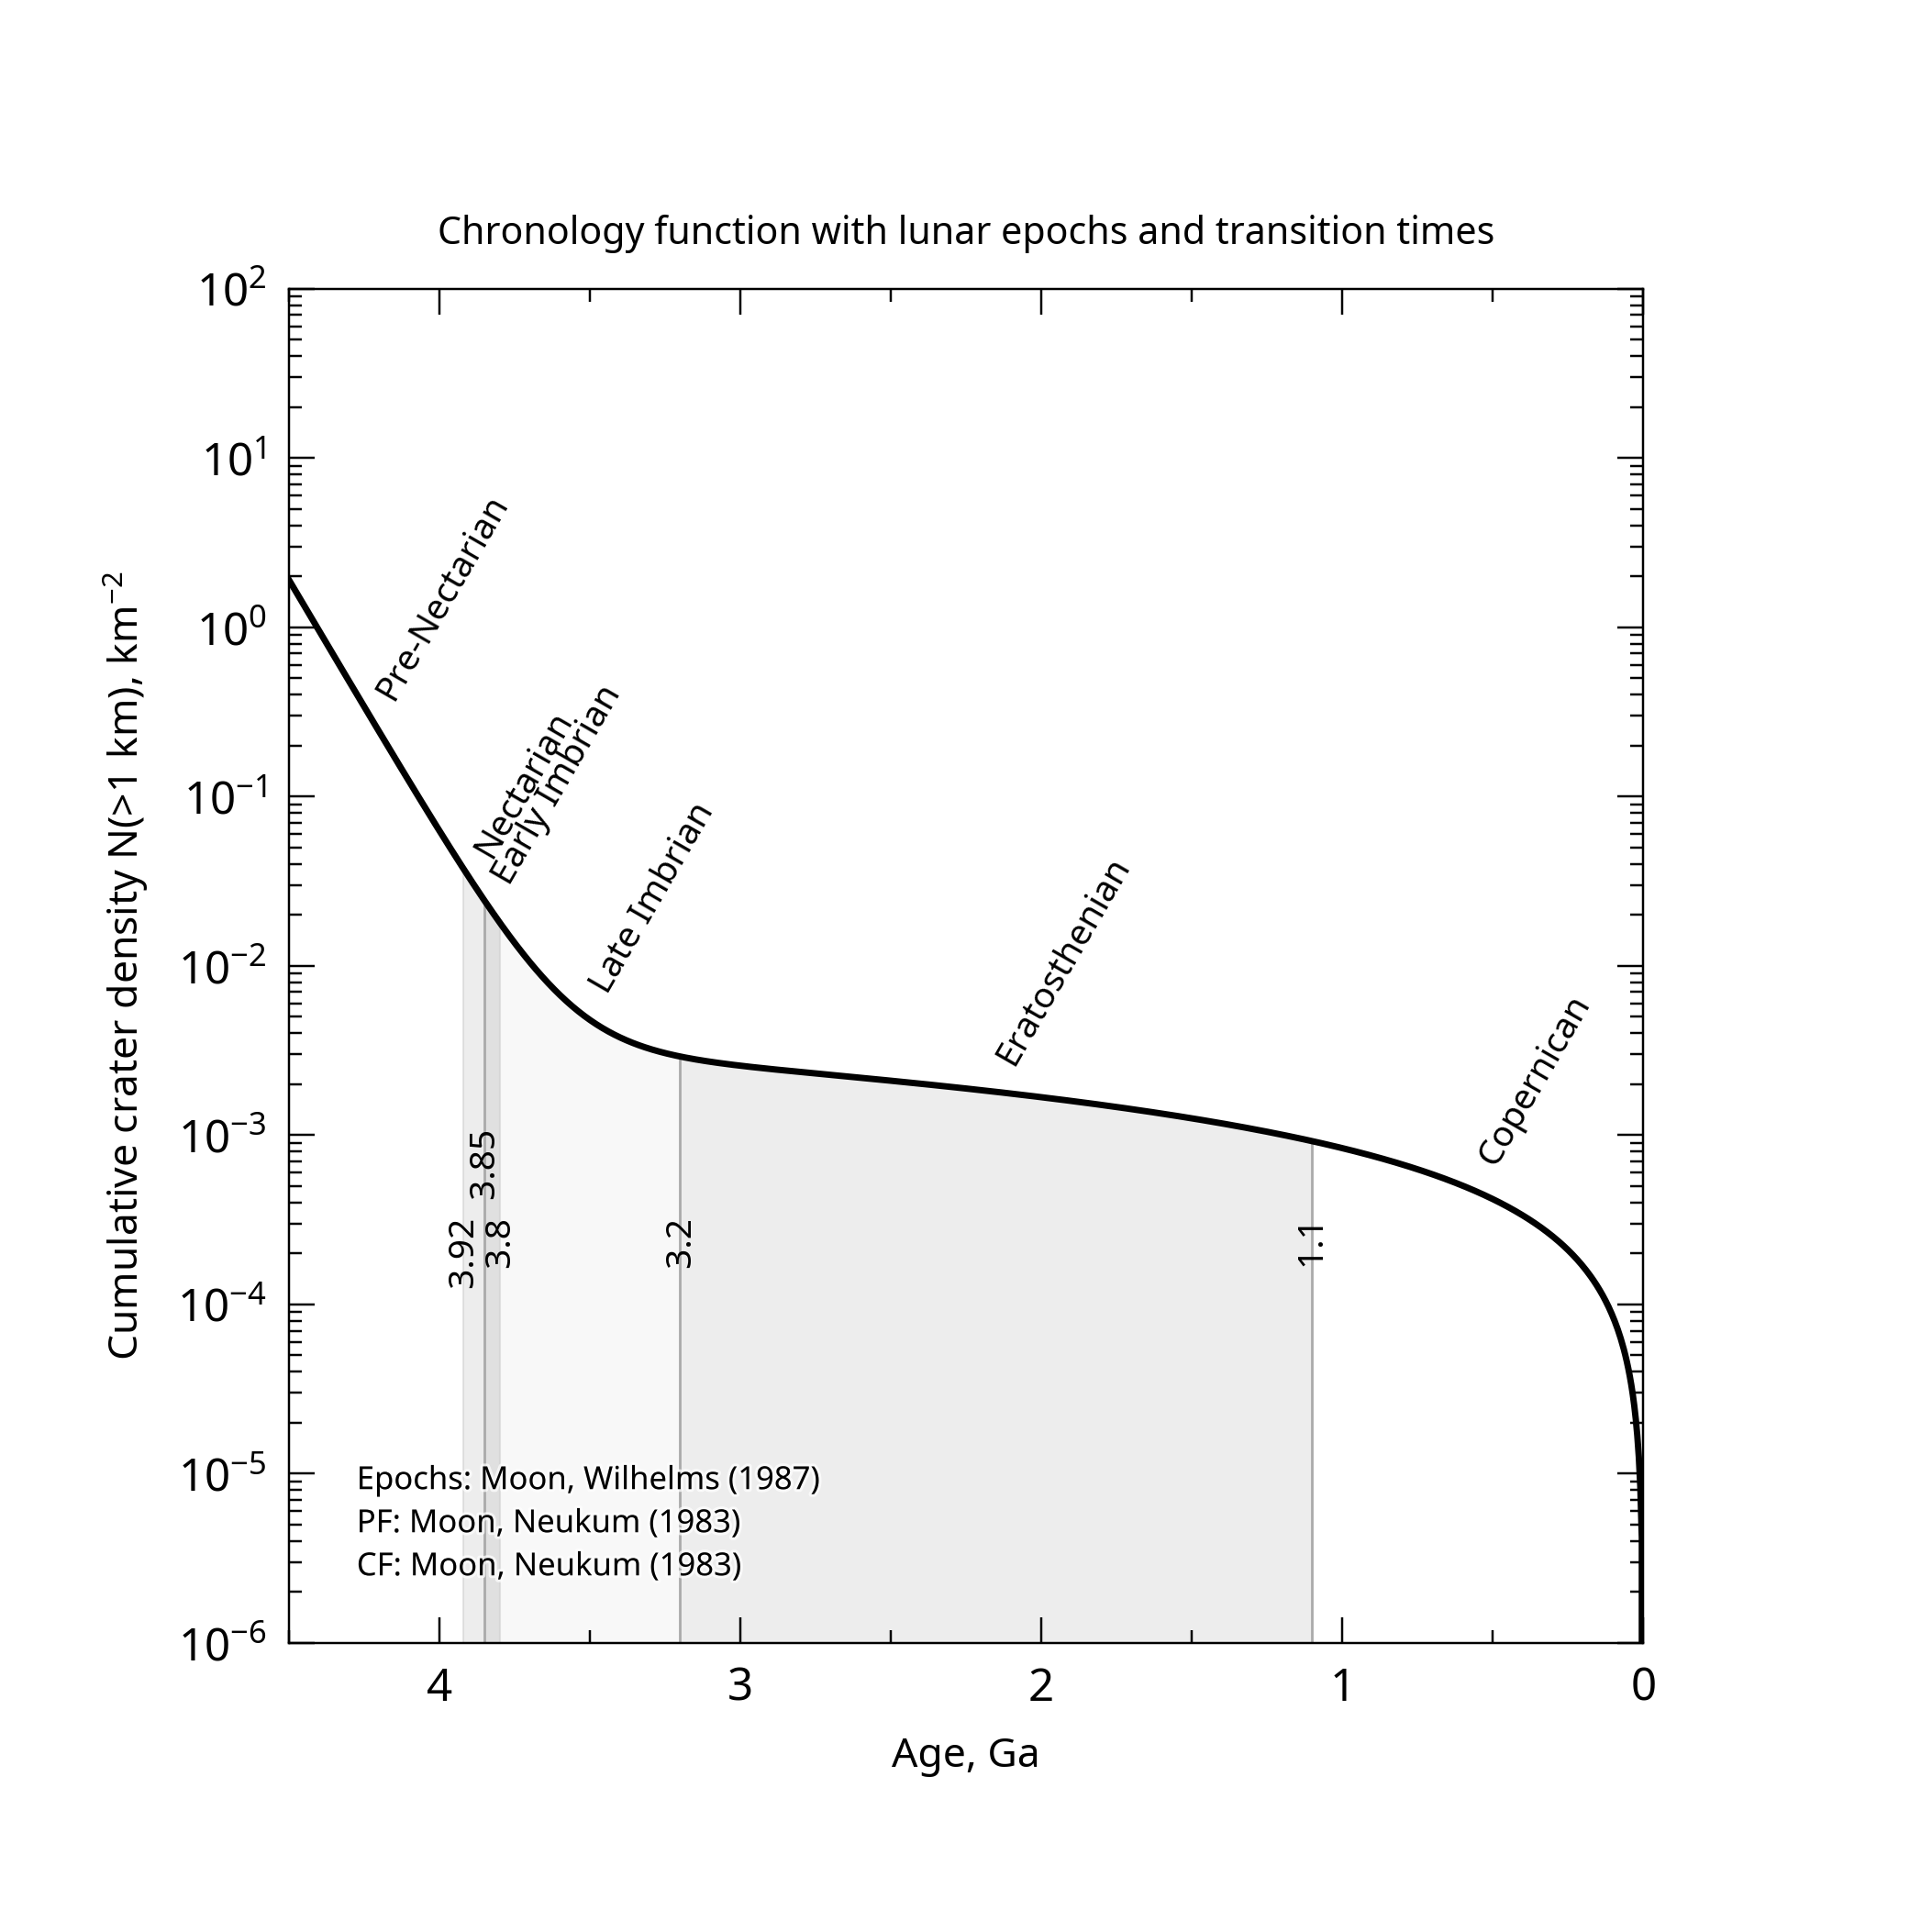 Chronology function with lunar epochs and transition times
10²
10¹
10⁰
10⁻¹
10⁻²
10⁻³
10⁻⁴
10⁻⁵
10⁻⁶
Cumulative crater density N(>1 km), km⁻²
Pre-Nectarian
Nectarian
Early Imbrian
Late Imbrian
Eratosthenian
Copernican
3.92
3.85
3.8
3.2
1.1
Epochs: Moon, Wilhelms (1987)
PF: Moon, Neukum (1983)
CF: Moon, Neukum (1983)
4 3 2 1 0
Age, Ga